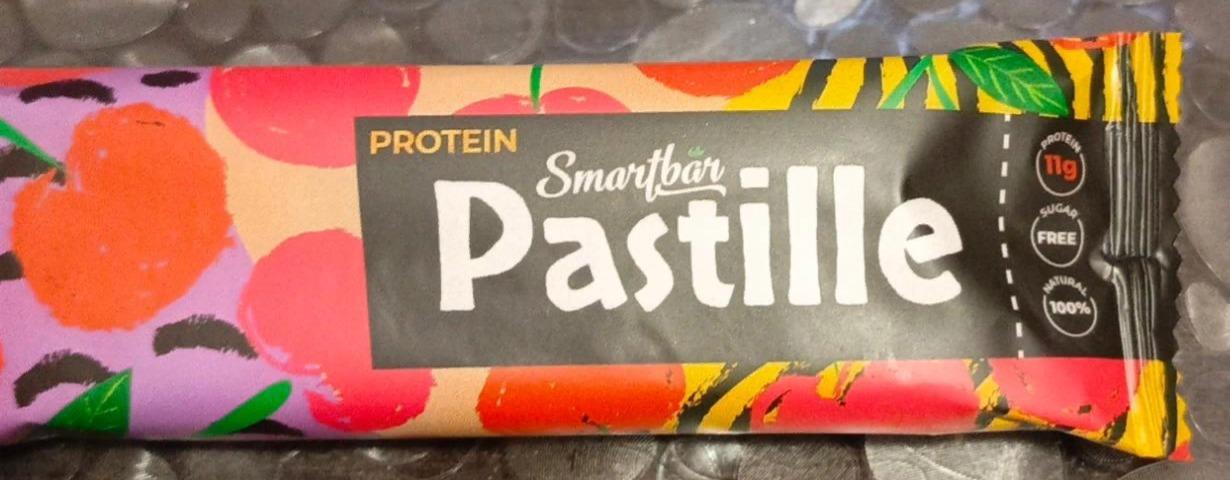 PROTEIN
Smartbar
Pastille
PROTEIN
11g
SUGAR
FREE
NATURAL
100%